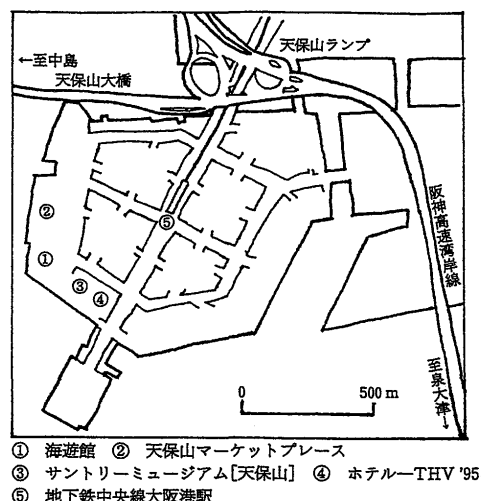 天保山ランプ
←至中島
天保山大橋
阪神高速湾岸線
②
⑤
①
③ ④
0 500 m
至泉大津→
① 海遊館 ② 天保山マーケットプレース
③ サントリーミュージアム[天保山] ④ ホテル―THV '95
⑤ 地下鉄中央線大阪港駅